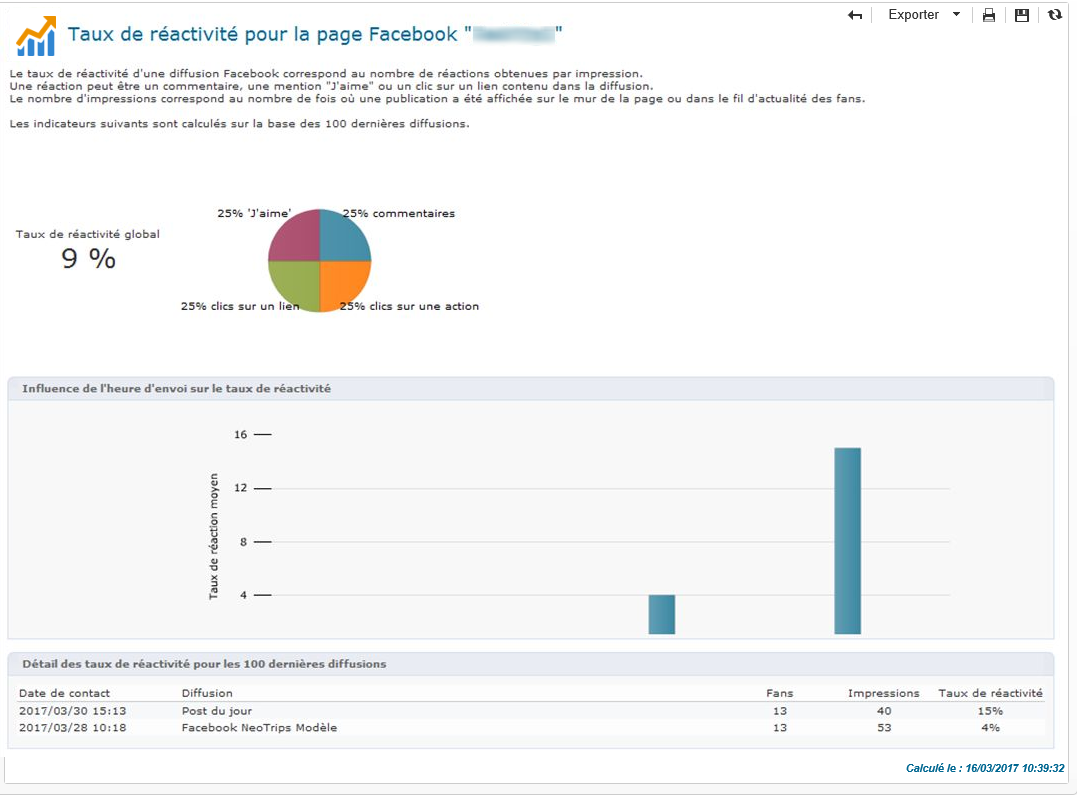 Exporter
Taux de réactivité pour la page Facebook " "
Le taux de réactivité d'une diffusion Facebook correspond au nombre de réactions obtenues par impression.
Une réaction peut être un commentaire, une mention "J'aime" ou un clic sur un lien contenu dans la diffusion.
Le nombre d'impressions correspond au nombre de fois où une publication a été affichée sur le mur de la page ou dans le fil d'actualité des fans.
Les indicateurs suivants sont calculés sur la base des 100 dernières diffusions.
25% 'J'aime' 25% commentaires
Taux de réactivité global
9 %
25% clics sur un lien 25% clics sur une action
Influence de l'heure d'envoi sur le taux de réactivité
Taux de réaction moyen
16
12
8
4
Détail des taux de réactivité pour les 100 dernières diffusions
Date de contact Diffusion Fans Impressions Taux de réactivité
2017/03/30 15:13 Post du jour 13 40 15%
2017/03/28 10:18 Facebook NeoTrips Modèle 13 53 4%
Calculé le : 16/03/2017 10:39:32